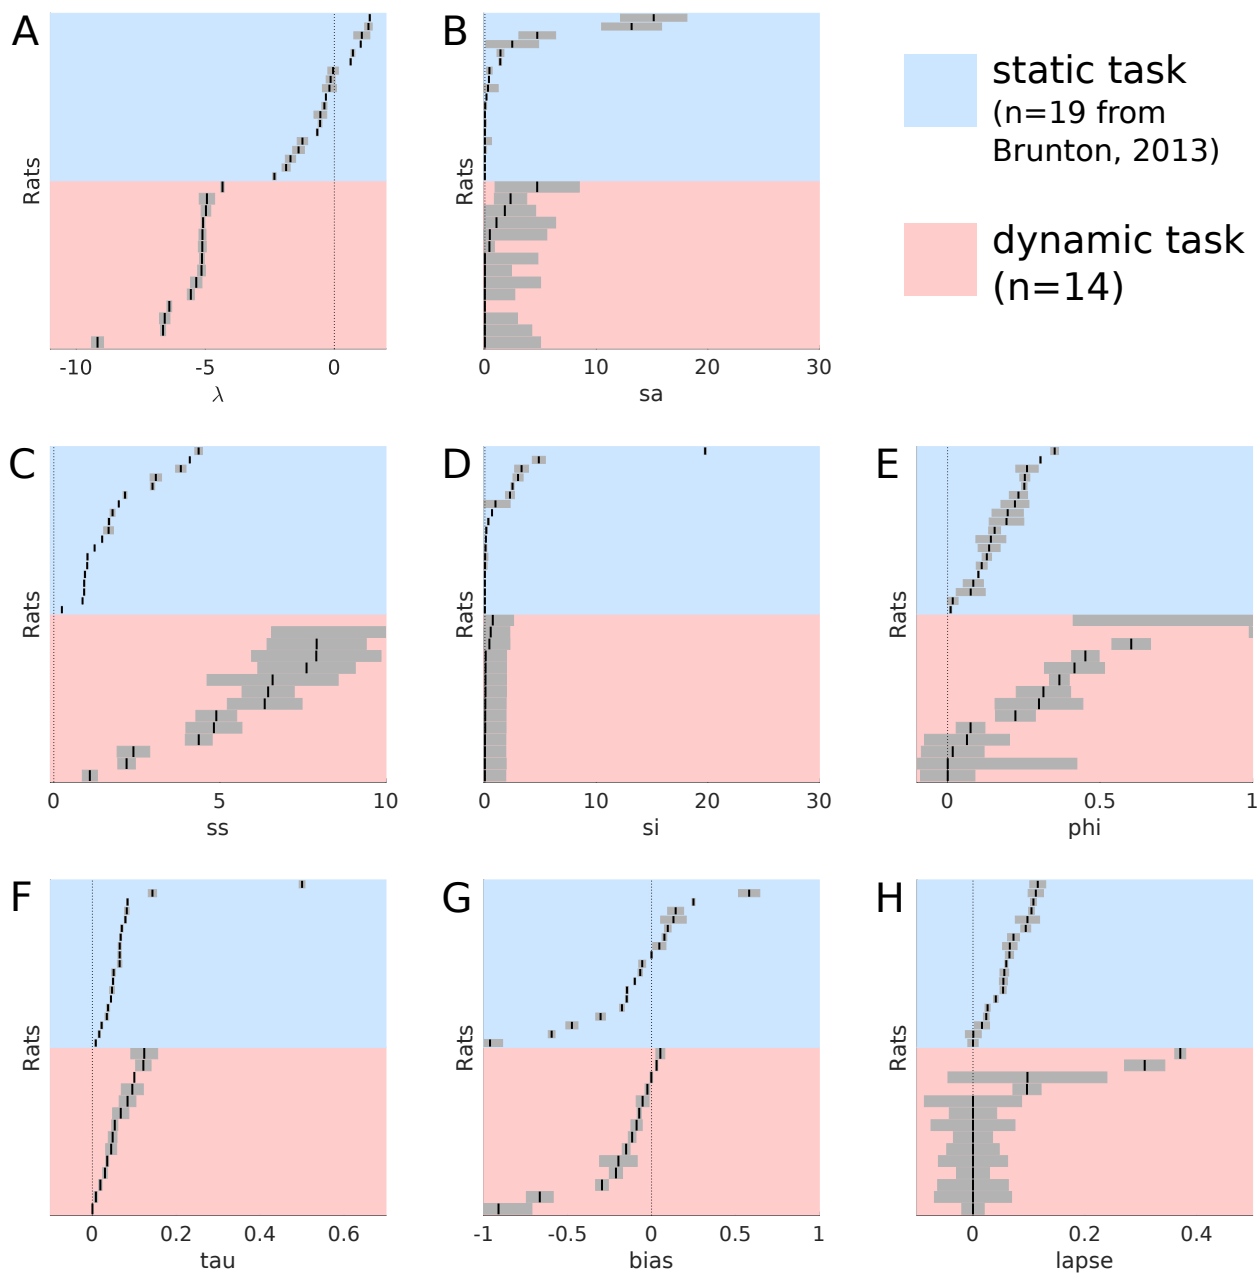 A
B
static task
(n=19 from
Brunton, 2013)
dynamic task
(n=14)
Rats
Rats
-10 -5 0
0 10 20 30
λ
sa
C
D
E
Rats
Rats
Rats
0 5 10
0 10 20 30
0 0.5 1
ss
si
phi
F
G
H
Rats
Rats
Rats
0 0.2 0.4 0.6
-1 -0.5 0 0.5 1
0 0.2 0.4
tau
bias
lapse